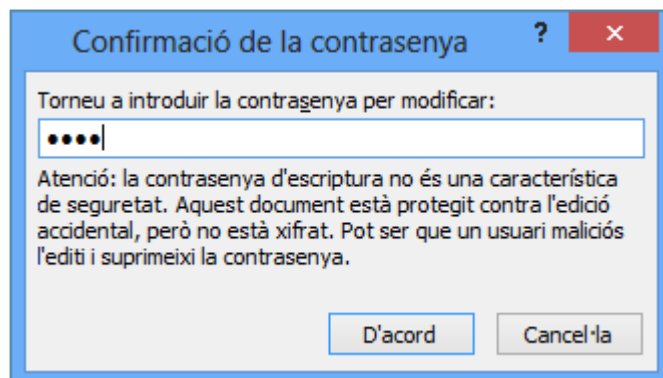 Confirmació de la contrasenya ? ×
Torneu a introduir la contrasenya per modificar:
••••
Atenció: la contrasenya d'escriptura no és una característica
de seguretat. Aquest document està protegit contra l'edició
accidental, però no està xifrat. Pot ser que un usuari maliciós
l'editi i suprimeixi la contrasenya.
D'acord Cancel·la